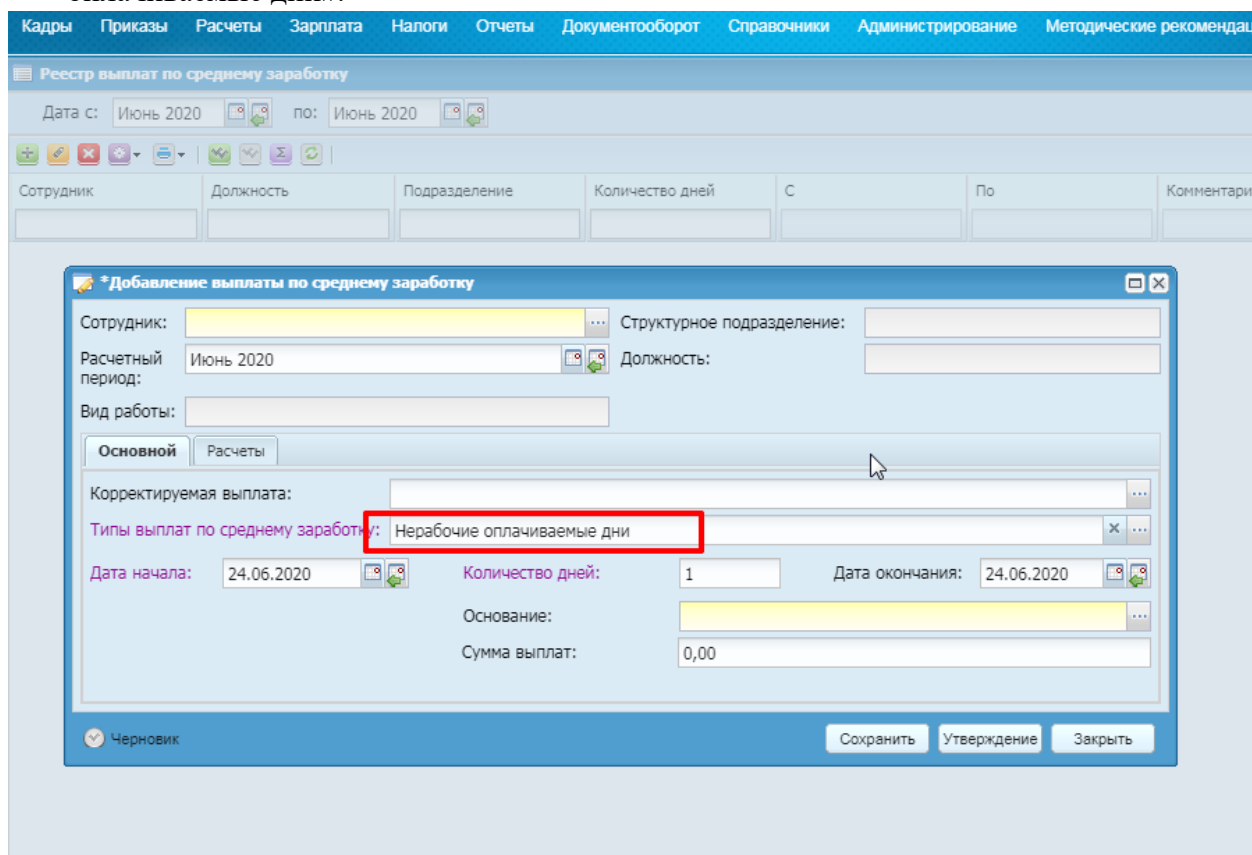 Кадры Приказы Расчеты Зарплата Налоги Отчеты Документооборот Справочники Администрирование Методические рекомендац
Реестр выплат по среднему заработку
Дата с: Июнь 2020 по: Июнь 2020
Сотрудник Должность Подразделение Количество дней С По Комментари
*Добавление выплаты по среднему заработку
Сотрудник: Структурное подразделение:
Расчетный период: Июнь 2020 Должность:
Вид работы:
Основной Расчеты
Корректируемая выплата:
Типы выплат по среднему заработку: Нерабочие оплачиваемые дни
Дата начала: 24.06.2020 Количество дней: 1 Дата окончания: 24.06.2020
Основание:
Сумма выплат: 0,00
Черновик Сохранить Утверждение Закрыть